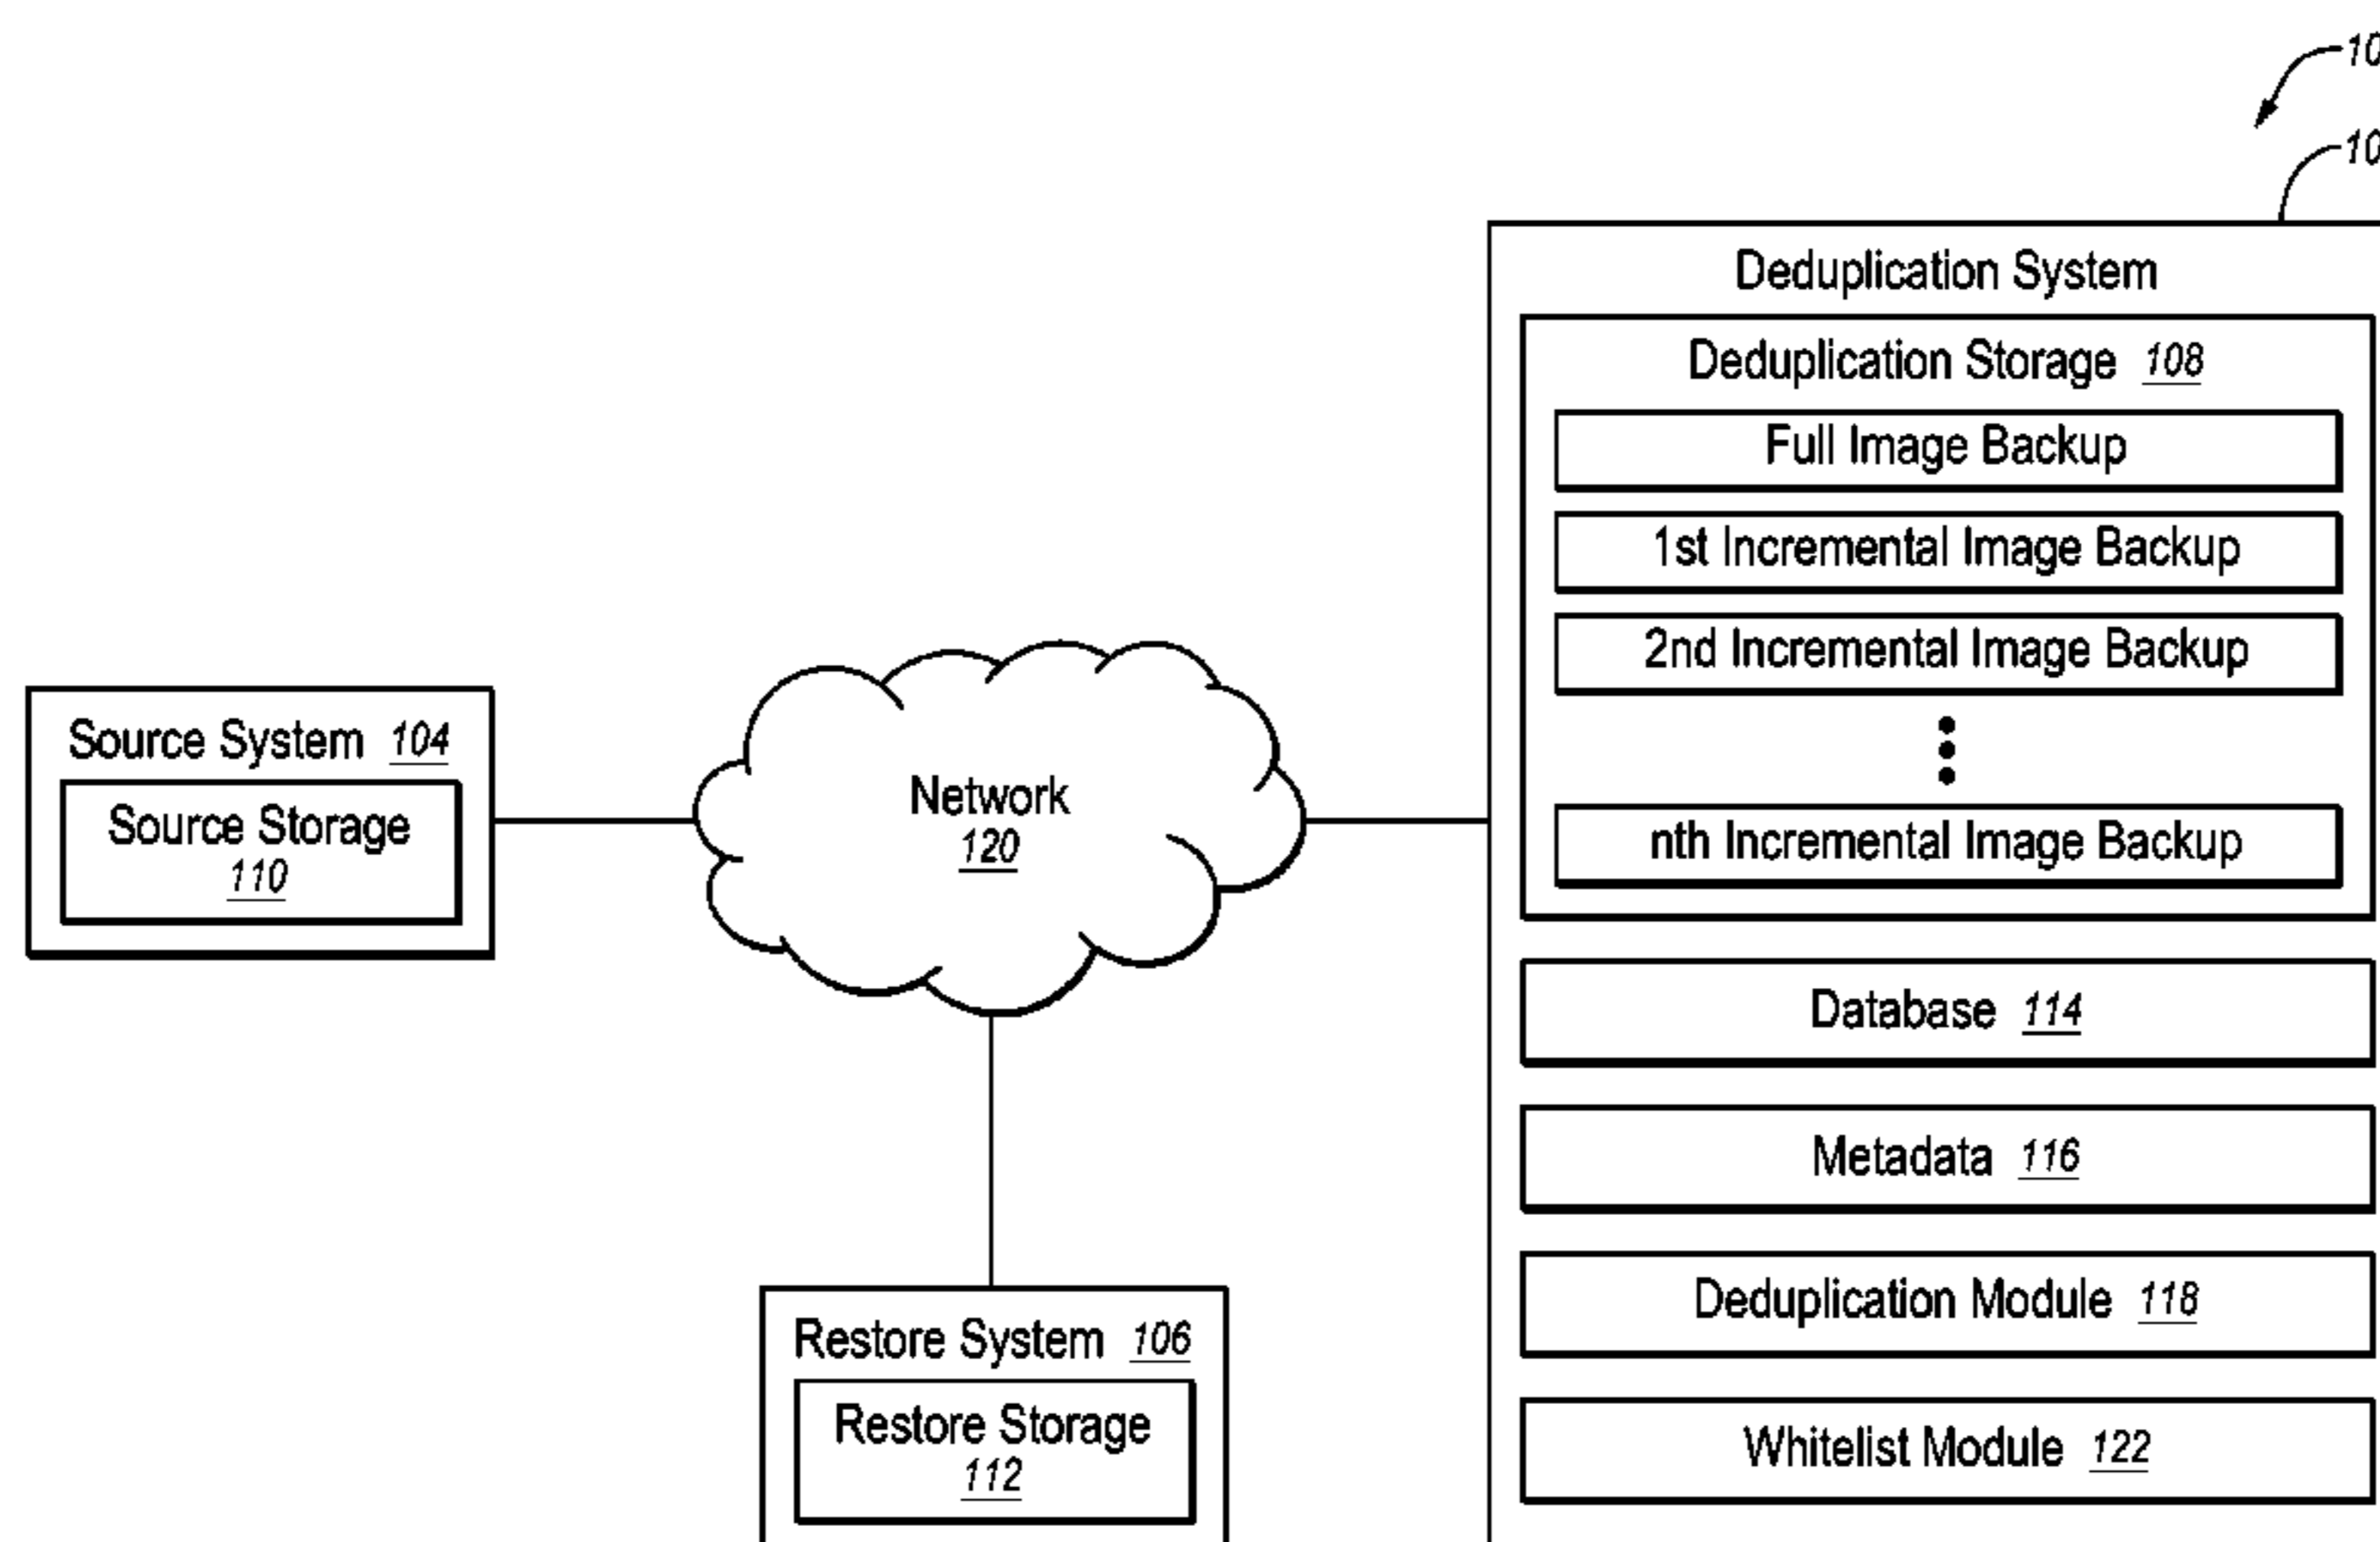 Deduplication System
Deduplication Storage 108
Full Image Backup
1st Incremental Image Backup
2nd Incremental Image Backup
nth Incremental Image Backup
Source System 104
Source Storage
110
Network
120
Database 114
Metadata 116
Deduplication Module 118
Whitelist Module 122
Restore System 106
Restore Storage
112